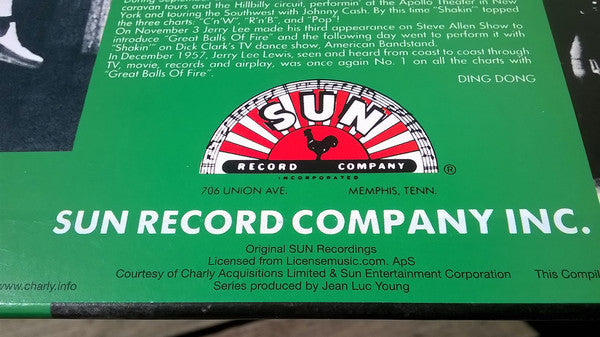 caravan tours and the Hillbilly circuit, performin' at the Apollo Theater in New
York and touring the Southwest with Johnny Cash. By this time "Shakin" topped
the three charts: "C'n'W", "R'n'B", and "Pop"!
On November 3 Jerry Lee made his third appearance on Steve Allen Show to
introduce "Great Balls Of Fire" and the following day went to perform it with
"Shakin'" on Dick Clark's TV dance show, American Bandstand.
In December 1957, Jerry Lee Lewis, seen and heard from coast to coast through
TV, movie, records and airplay, was once again No. 1 on all the charts with
"Great Balls Of Fire".
DING DONG
SUN
RECORD COMPANY
INCORPORATED
®
706 UNION AVE. MEMPHIS, TENN.
SUN RECORD COMPANY INC.
Original SUN Recordings
Licensed from Licensemusic.com. ApS
Courtesy of Charly Acquisitions Limited & Sun Entertainment Corporation This Compil
www.charly.info Series produced by Jean Luc Young